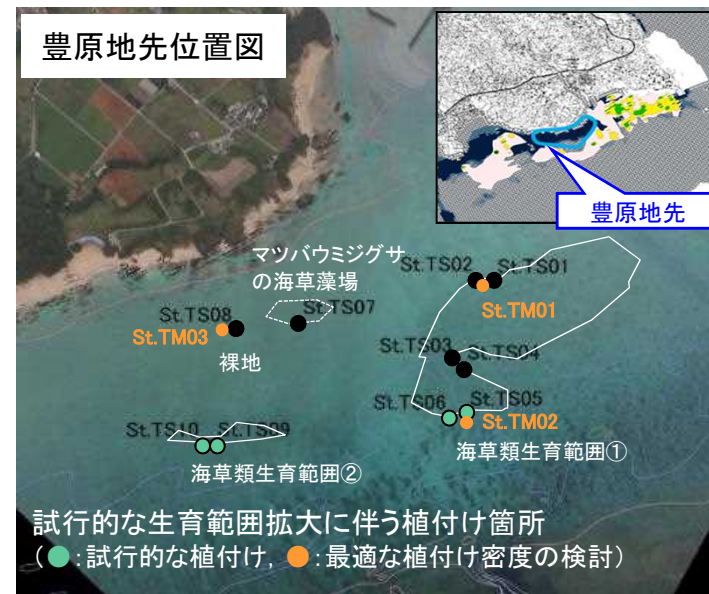 豊原地先位置図
豊原地先
マツバウミジグサ
の海草藻場
St.TS02
St.TS01
St.TM01
St.TS08
St.TS07
St.TM03
裸地
St.TS03
St.TS04
St.TS06
St.TS05
St.TM02
St.TS10
St.TS09
海草類生育範囲①
海草類生育範囲②
試行的な生育範囲拡大に伴う植付け箇所
（●：試行的な植付け，●：最適な植付け密度の検討）